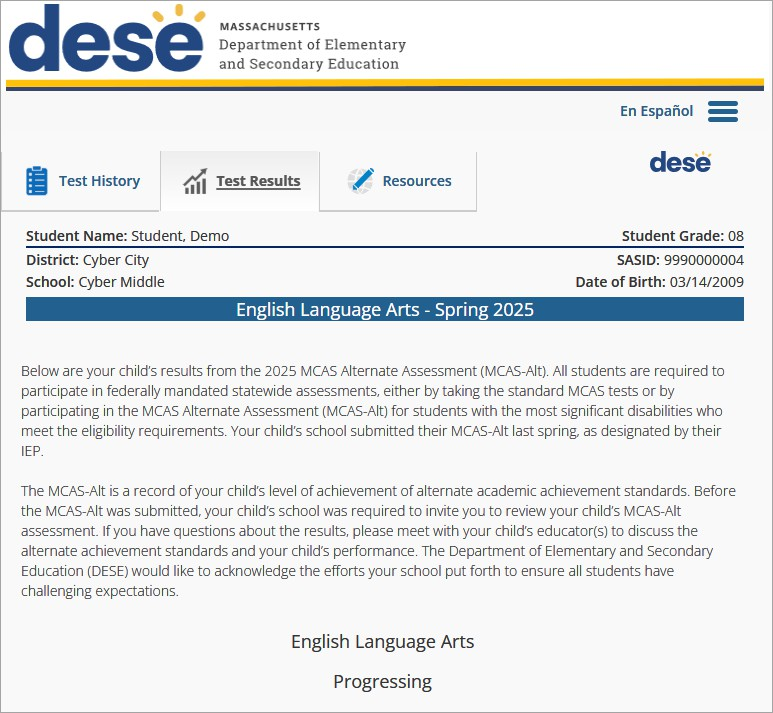 dese
MASSACHUSETTS
Department of Elementary
and Secondary Education
En Español
Test History
Test Results
Resources
dese
Student Name: Student, Demo
Student Grade: 08
District: Cyber City
SASID: 9990000004
School: Cyber Middle
Date of Birth: 03/14/2009
English Language Arts - Spring 2025
Below are your child’s results from the 2025 MCAS Alternate Assessment (MCAS-Alt). All students are required to
participate in federally mandated statewide assessments, either by taking the standard MCAS tests or by
participating in the MCAS Alternate Assessment (MCAS-Alt) for students with the most significant disabilities who
meet the eligibility requirements. Your child’s school submitted their MCAS-Alt last spring, as designated by their
IEP.
The MCAS-Alt is a record of your child’s level of achievement of alternate academic achievement standards. Before
the MCAS-Alt was submitted, your child’s school was required to invite you to review your child’s MCAS-Alt
assessment. If you have questions about the results, please meet with your child’s educator(s) to discuss the
alternate achievement standards and your child’s performance. The Department of Elementary and Secondary
Education (DESE) would like to acknowledge the efforts your school put forth to ensure all students have
challenging expectations.
English Language Arts
Progressing